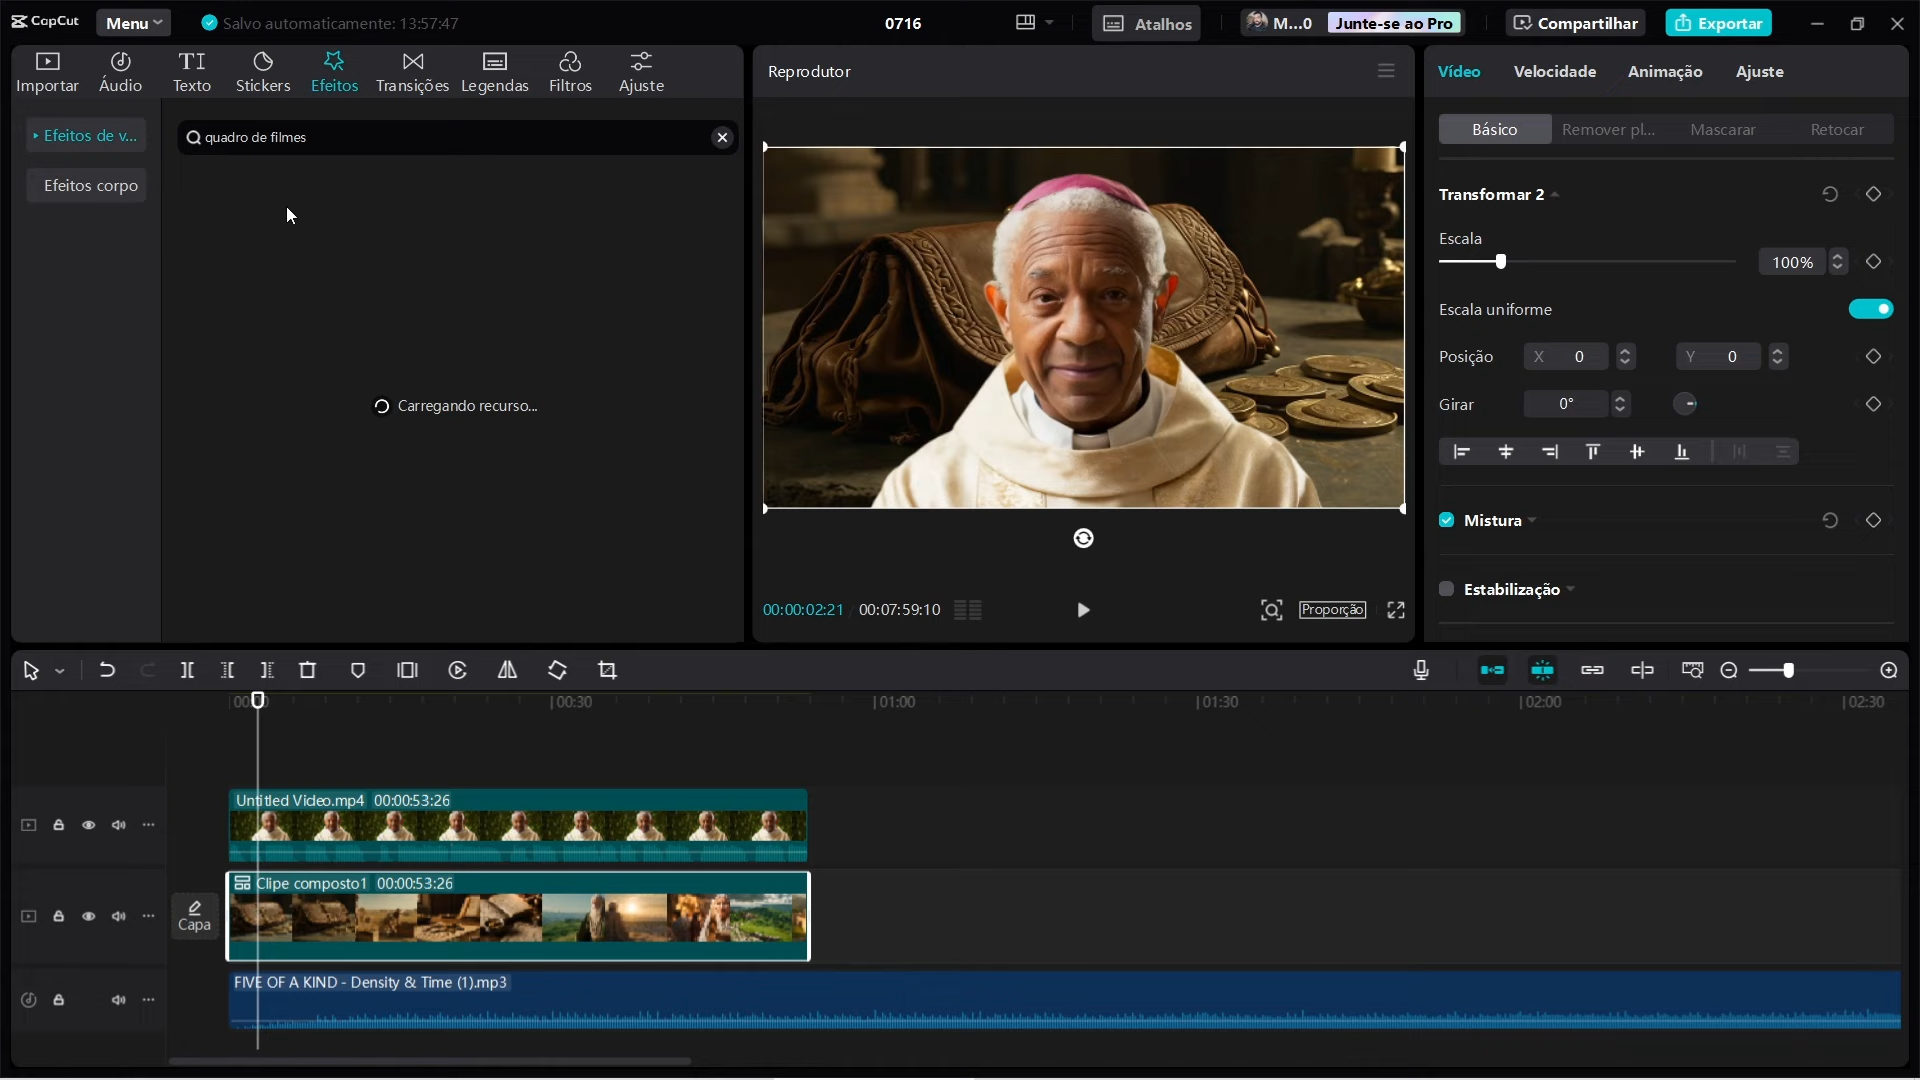 CapCut
Menu
Salvo automaticamente: 13:57:47
0716
Atalhos
M...0
Junte-se ao Pro
Compartilhar
Exportar
Importar
Áudio
Texto
Stickers
Efeitos
Transições
Legendas
Filtros
Ajuste
Efeitos de v...
Efeitos corpo
quadro de filmes
Carregando recurso...
Reprodutor
00:00:02:21
00:07:59:10
Proporção
Vídeo
Velocidade
Animação
Ajuste
Básico
Remover pl...
Mascarar
Retocar
Transformar 2
Escala
100%
Escala uniforme
Posição
X 0
Y 0
Girar
0°
Mistura
Estabilização
00:30
01:00
01:30
02:00
02:30
Untitled Video.mp4 00:00:53:26
Clipe composto1 00:00:53:26
Capa
FIVE OF A KIND - Density & Time (1).mp3